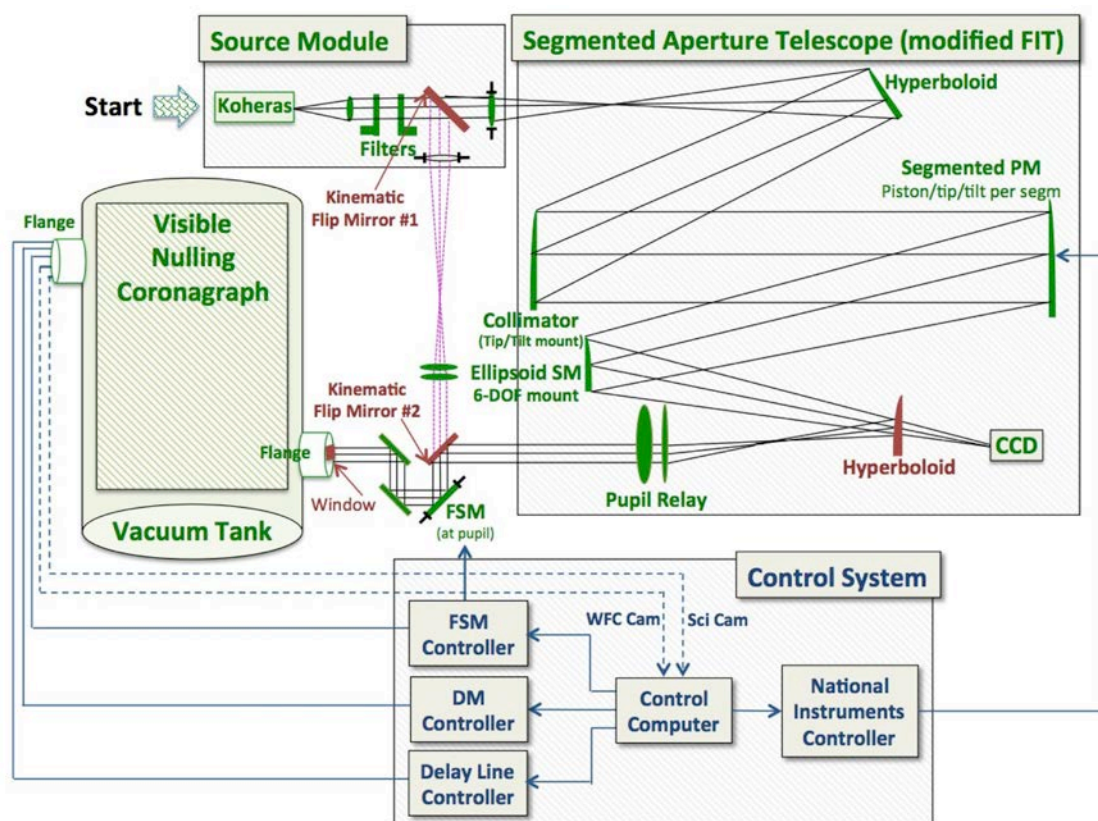 Source Module
Segmented Aperture Telescope (modified FIT)
Start
Koheras
Filters
Kinematic
Flip Mirror #1
Hyperboloid
Segmented PM
Piston/tip/tilt per segm
Flange
Visible
Nulling
Coronagraph
Collimator
(Tip/Tilt mount)
Ellipsoid SM
6-DOF mount
Kinematic
Flip Mirror #2
Flange
Window
Vacuum Tank
FSM
(at pupil)
Pupil Relay
Hyperboloid
CCD
Control System
WFC Cam
Sci Cam
FSM
Controller
DM
Controller
Delay Line
Controller
Control
Computer
National
Instruments
Controller